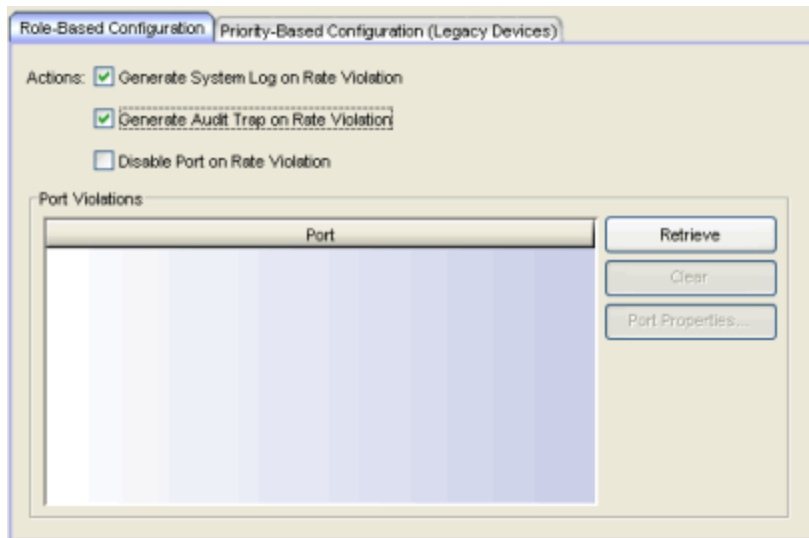 Role-Based Configuration Priority-Based Configuration (Legacy Devices)
Actions: Generate System Log on Rate Violation
Generate Audit Trap on Rate Violation
Disable Port on Rate Violation
Port Violations
Port
Retrieve
Clear
Port Properties...